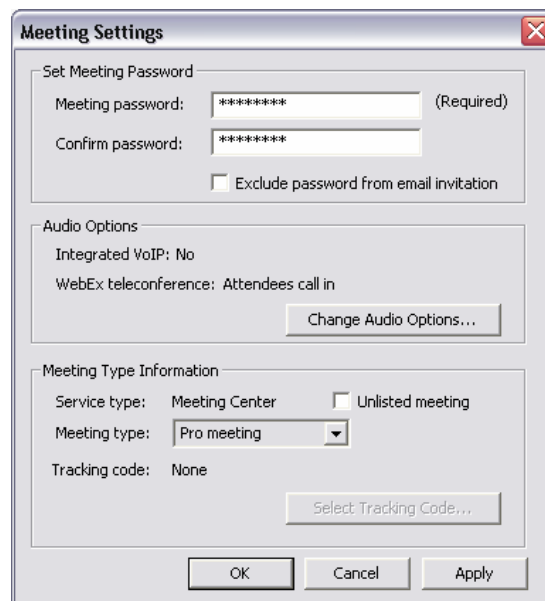 Meeting Settings
Set Meeting Password
Meeting password: ******** (Required)
Confirm password: ********
Exclude password from email invitation
Audio Options
Integrated VoIP: No
WebEx teleconference: Attendees call in
Change Audio Options...
Meeting Type Information
Service type: Meeting Center Unlisted meeting
Meeting type: Pro meeting
Tracking code: None
Select Tracking Code...
OK Cancel Apply